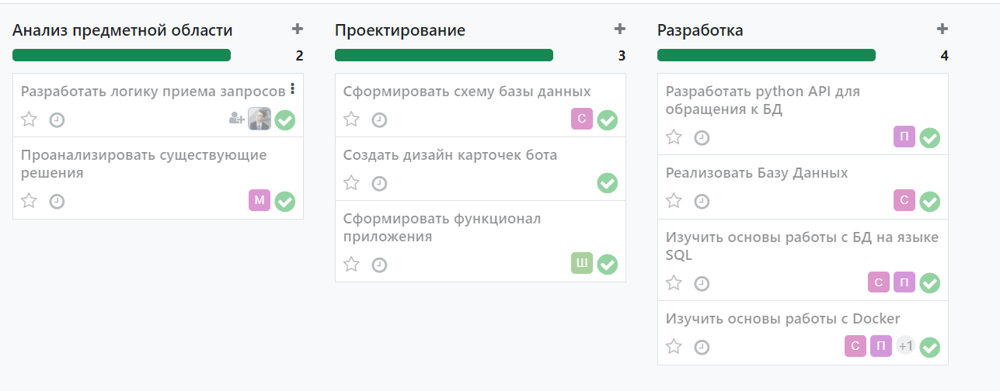 Анализ предметной области
2
Разработать логику приема запросов
Проанализировать существующие
решения
М
Проектирование
3
Сформировать схему базы данных
С
Создать дизайн карточек бота
Сформировать функционал
приложения
Ш
Разработка
4
Разработать python API для
обращения к БД
П
Реализовать Базу Данных
С
Изучить основы работы с БД на языке
SQL
С П
Изучить основы работы с Docker
С П +1